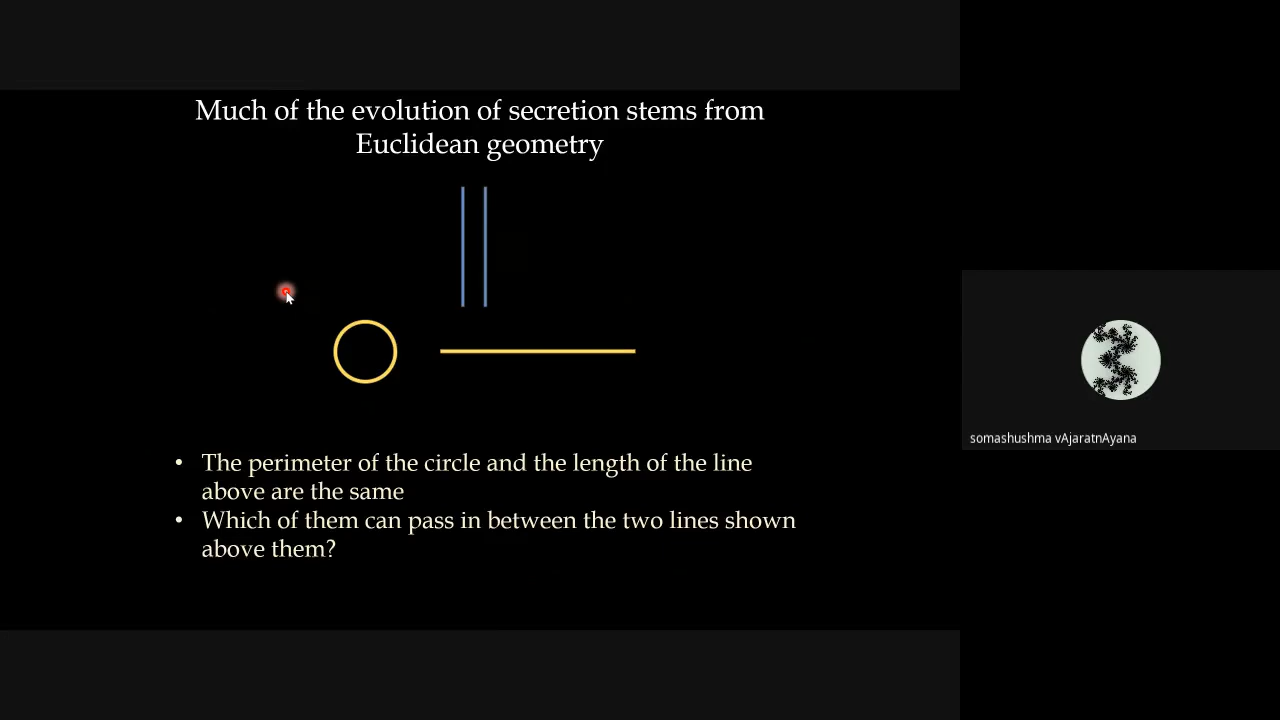 Much of the evolution of secretion stems from
Euclidean geometry
• The perimeter of the circle and the length of the line
above are the same
• Which of them can pass in between the two lines shown
above them?
somashushma vAjaratnAyana